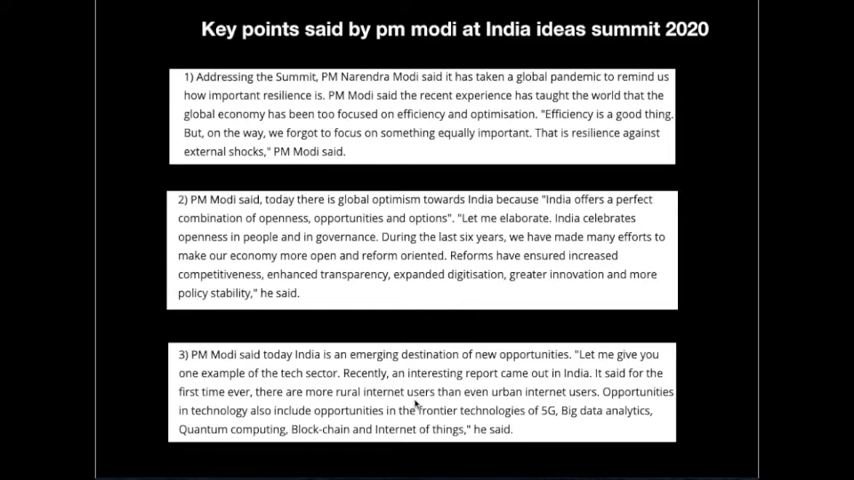 Key points said by pm modi at India ideas summit 2020
1) Addressing the Summit, PM Narendra Modi said it has taken a global pandemic to remind us
how important resilience is. PM Modi said the recent experience has taught the world that the
global economy has been too focused on efficiency and optimisation. "Efficiency is a good thing.
But, on the way, we forgot to focus on something equally important. That is resilience against
external shocks," PM Modi said.
2) PM Modi said, today there is global optimism towards India because "India offers a perfect
combination of openness, opportunities and options". "Let me elaborate. India celebrates
openness in people and in governance. During the last six years, we have made many efforts to
make our economy more open and reform oriented. Reforms have ensured increased
competitiveness, enhanced transparency, expanded digitisation, greater innovation and more
policy stability," he said.
3) PM Modi said today India is an emerging destination of new opportunities. "Let me give you
one example of the tech sector. Recently, an interesting report came out in India. It said for the
first time ever, there are more rural internet users than even urban internet users. Opportunities
in technology also include opportunities in the frontier technologies of 5G, Big data analytics,
Quantum computing, Block-chain and Internet of things," he said.